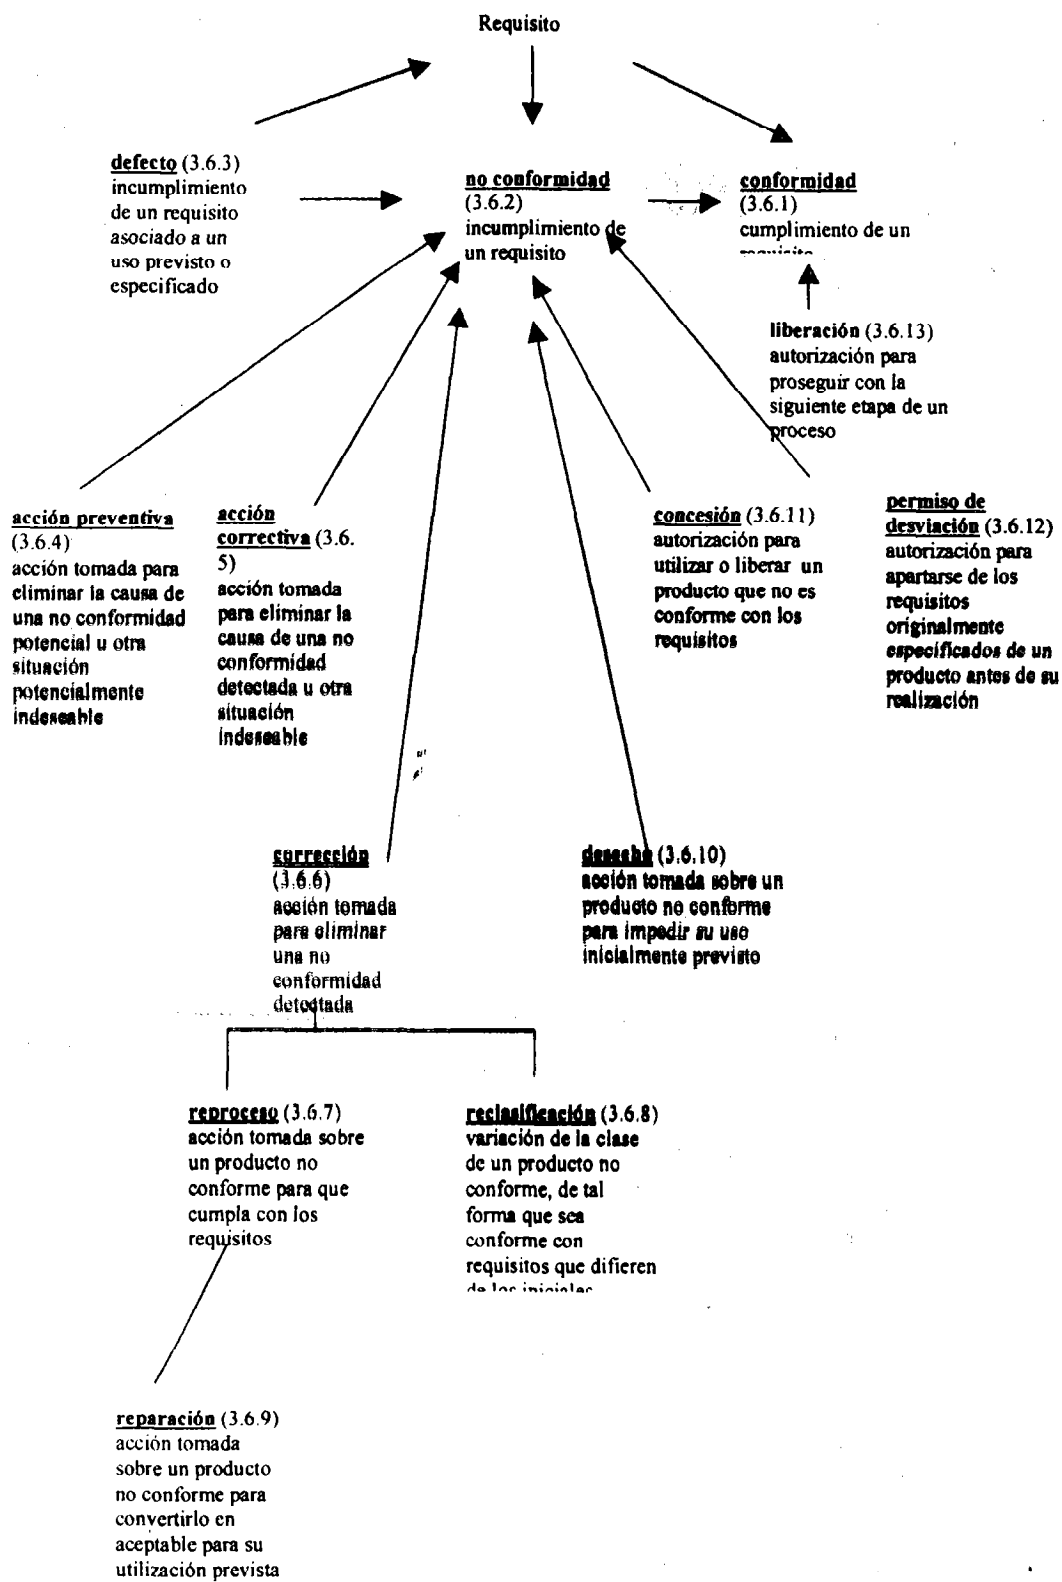 Requisito
defecto (3.6.3)
incumplimiento
de un requisito
asociado a un
uso previsto o
especificado
no conformidad
(3.6.2)
incumplimiento de
un requisito
conformidad
(3.6.1)
cumplimiento de un
requisito
liberación (3.6.13)
autorización para
proseguir con la
siguiente etapa de un
proceso
acción preventiva
(3.6.4)
acción tomada para
eliminar la causa de
una no conformidad
potencial u otra
situación
potencialmente
indeseable
acción
correctiva (3.6.
5)
acción tomada
para eliminar la
causa de una no
conformidad
detectada u otra
situación
indeseable
concesión (3.6.11)
autorización para
utilizar o liberar un
producto que no es
conforme con los
requisitos
permiso de
desviación (3.6.12)
autorización para
apartarse de los
requisitos
originalmente
especificados de un
producto antes de su
realización
corrección
(3.6.6)
acción tomada
para eliminar
una no
conformidad
detectada
desecho (3.6.10)
acción tomada sobre un
producto no conforme
para impedir su uso
inicialmente previsto
reproceso (3.6.7)
acción tomada sobre
un producto no
conforme para que
cumpla con los
requisitos
reclasificación (3.6.8)
variación de la clase
de un producto no
conforme, de tal
forma que sea
conforme con
requisitos que difieren
de los iniciales
reparación (3.6.9)
acción tomada
sobre un producto
no conforme para
convertirlo en
aceptable para su
utilización prevista